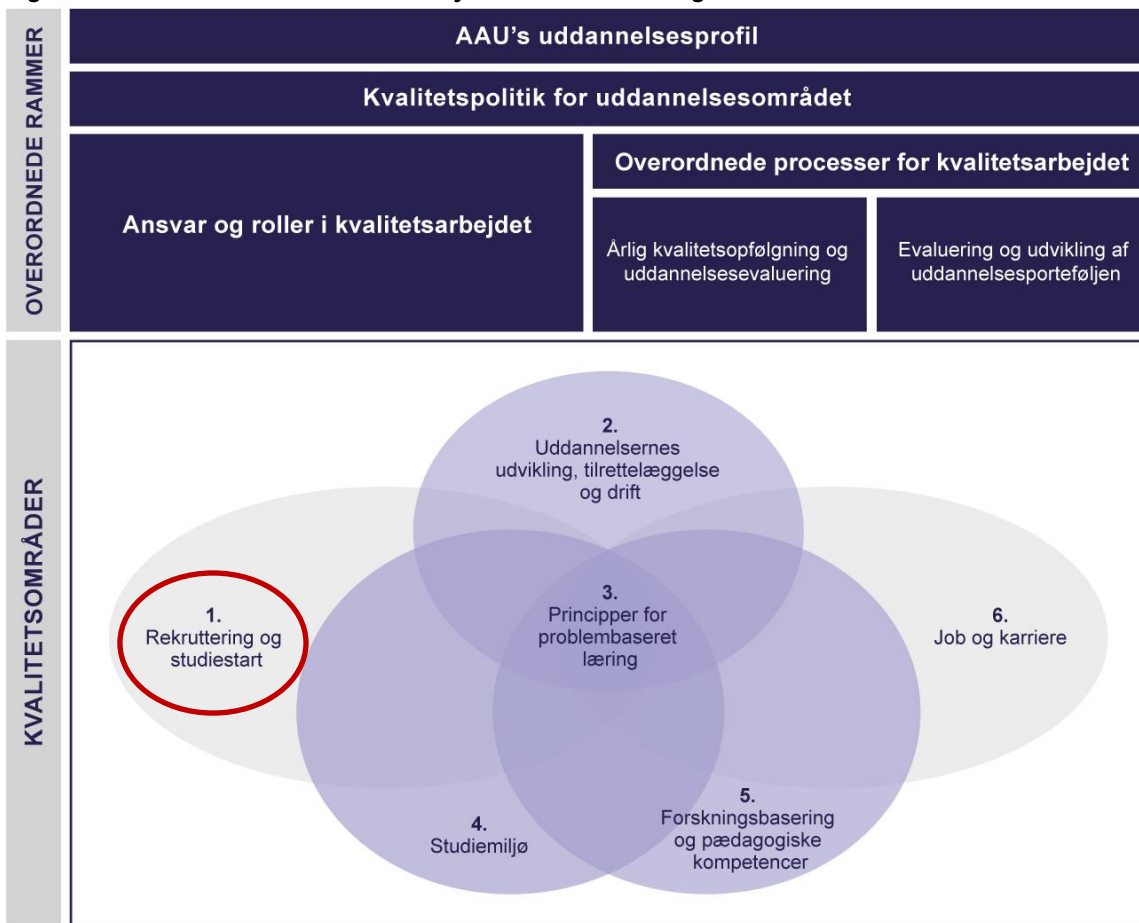 OVERORDNEDE RAMMER
AAU's uddannelsesprofil
Kvalitetspolitik for uddannelsesområdet
Ansvar og roller i kvalitetsarbejdet
Overordnede processer for kvalitetsarbejdet
Årlig kvalitetsopfølgning og
uddannelsesevaluering
Evaluering og udvikling af
uddannelsesporteføljen
KVALITETSOMRÅDER
1.
Rekruttering og
studiestart
2.
Uddannelsernes
udvikling, tilrettelæggelse
og drift
3.
Principper for
problembaseret
læring
4.
Studiemiljø
5.
Forskningsbasering
og pædagogiske
kompetencer
6.
Job og karriere